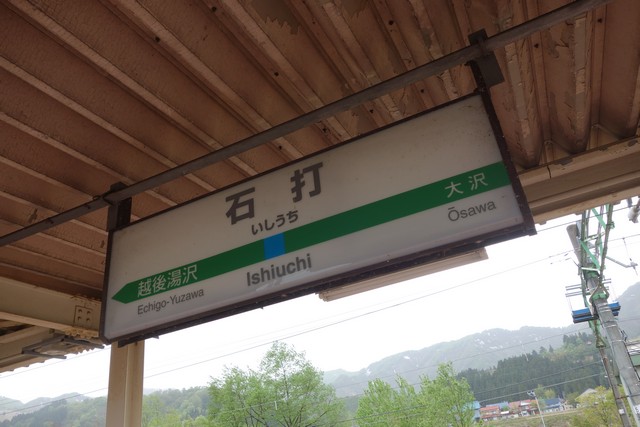 石打
いしうち
大沢
Ōsawa
越後湯沢
Echigo-Yuzawa
Ishiuchi